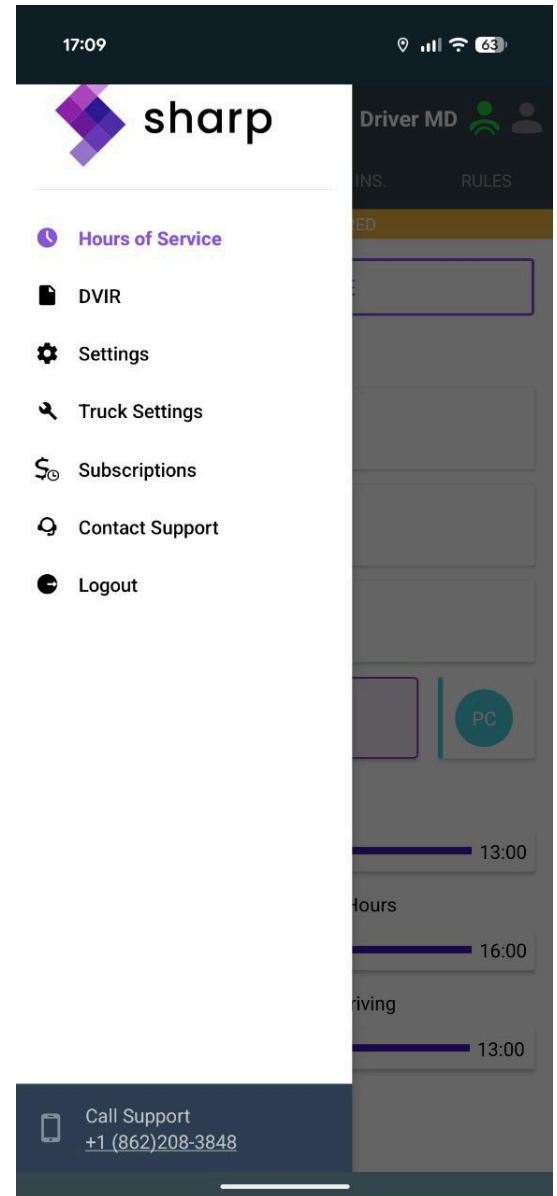 17:09
63
sharp
Driver MD
INS.
RULES
RED
Hours of Service
DVIR
Settings
Truck Settings
Subscriptions
Contact Support
Logout
PC
13:00
Hours
16:00
riving
13:00
Call Support
+1 (862)208-3848